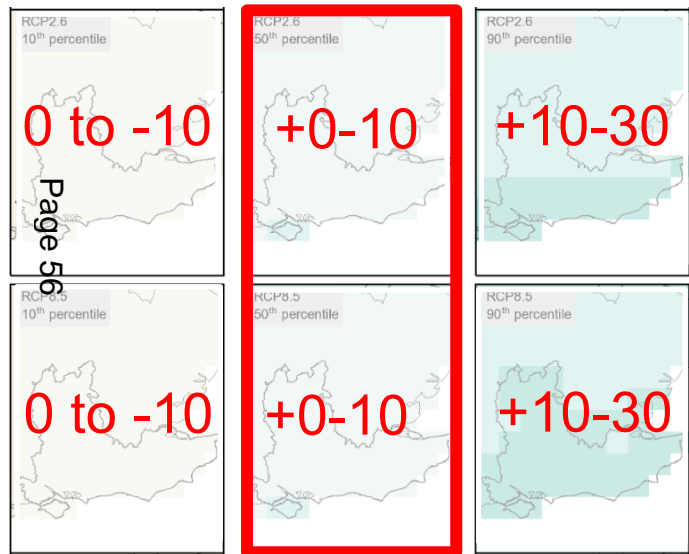 RCP2.6
10th percentile
0 to -10
RCP2.6
50th percentile
+0-10
RCP2.6
90th percentile
+10-30
Page 56
RCP8.5
10th percentile
0 to -10
RCP8.5
50th percentile
+0-10
RCP8.5
90th percentile
+10-30